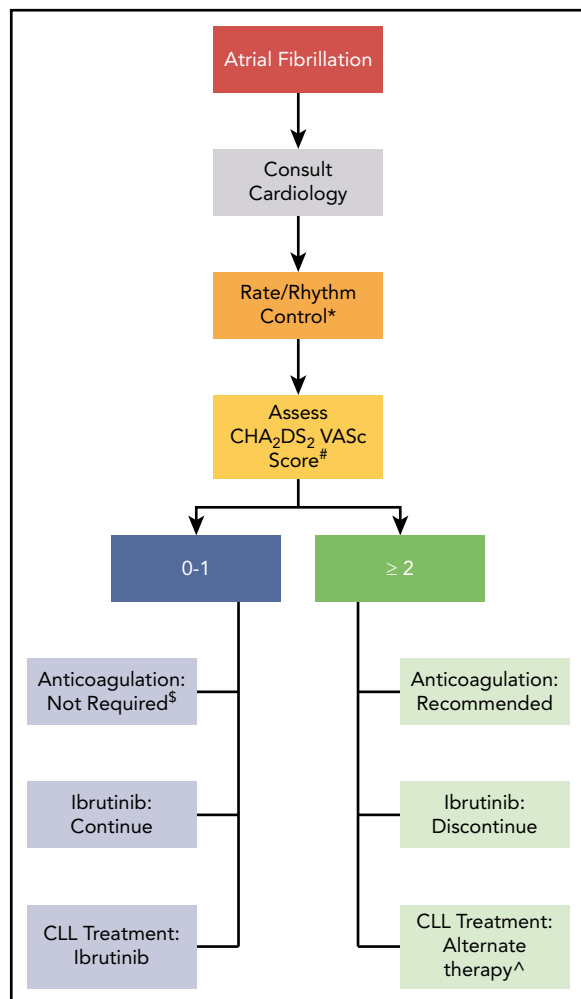 Atrial Fibrillation
Consult
Cardiology
Rate/Rhythm
Control*
Assess
CHA₂DS₂ VASc
Score#
0-1
≥ 2
Anticoagulation:
Not Required$
Ibrutinib:
Continue
CLL Treatment:
Ibrutinib
Anticoagulation:
Recommended
Ibrutinib:
Discontinue
CLL Treatment:
Alternate
therapy^